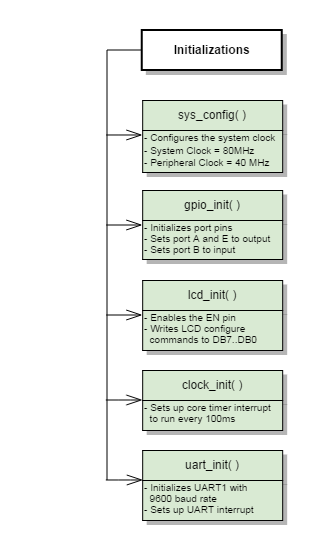 Initializations
sys_config( )
- Configures the system clock
- System Clock = 80MHz
- Peripheral Clock = 40 MHz
gpio_init( )
- Initializes port pins
- Sets port A and E to output
- Sets port B to input
lcd_init( )
- Enables the EN pin
- Writes LCD configure
commands to DB7..DB0
clock_init( )
- Sets up core timer interrupt
to run every 100ms
uart_init( )
- Initializes UART1 with
9600 baud rate
- Sets up UART interrupt